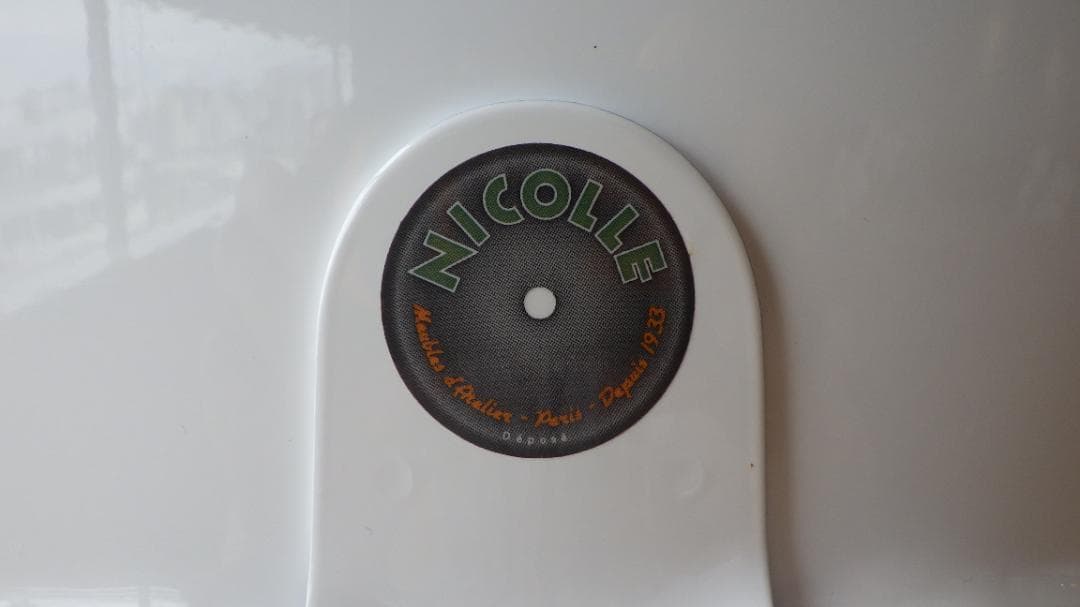 NICOLLE
Meubles d'Atelier - Paris - Depuis 1933
Déposé